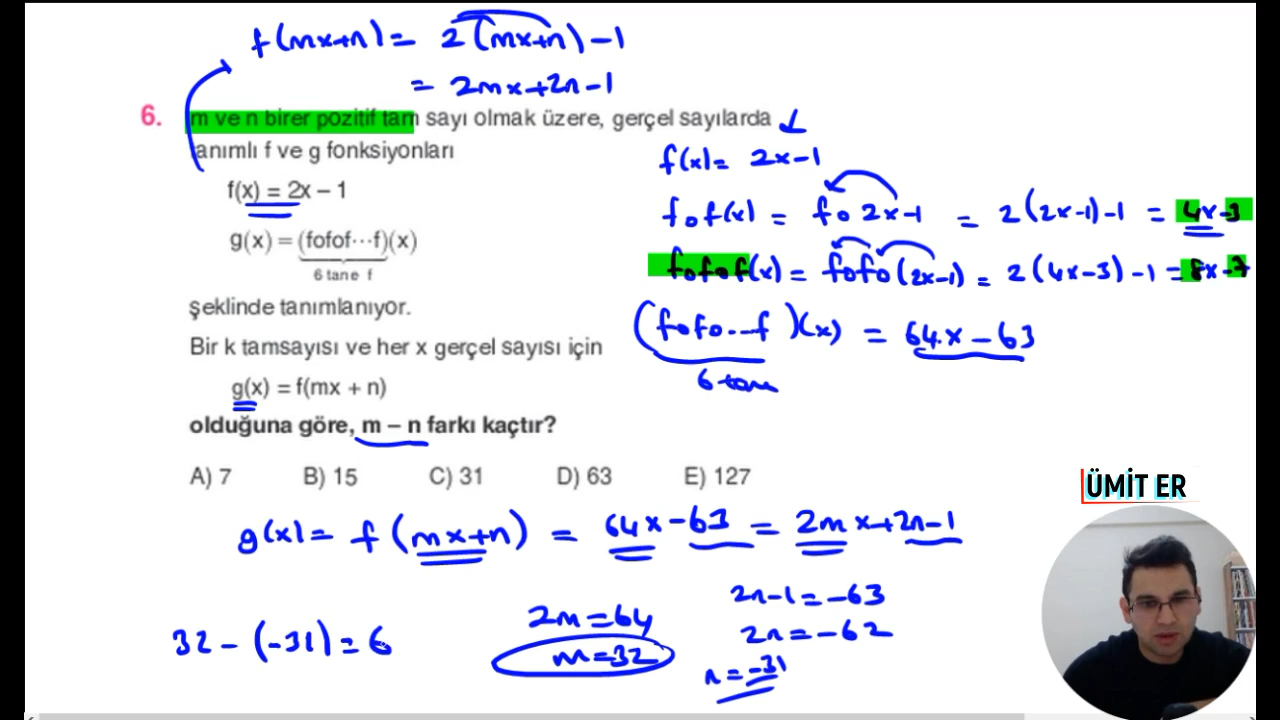 f(mx+n) = 2(mx+n)-1
= 2mx+2n-1
6. m ve n birer pozitif tam sayı olmak üzere, gerçel sayılarda
tanımlı f ve g fonksiyonları
f(x) = 2x – 1
g(x) = (fofof···f)(x)
6 tane f
şeklinde tanımlanıyor.
Bir k tamsayısı ve her x gerçel sayısı için
g(x) = f(mx + n)
olduğuna göre, m – n farkı kaçtır?
A) 7 B) 15 C) 31 D) 63 E) 127
f(x) = 2x-1
fof(x) = fo 2x-1 = 2(2x-1)-1 = 4x-3
fofof(x) = fofo(2x-1) = 2(4x-3)-1 = 8x-7
(fofo...f)(x) = 64.x-63
6 tane
ÜMİT ER
g(x) = f(mx+n) = 64x-63 = 2mx+2n-1
2m=64
m=32
2n-1=-63
2n=-62
n=-31
32-(-31)=6